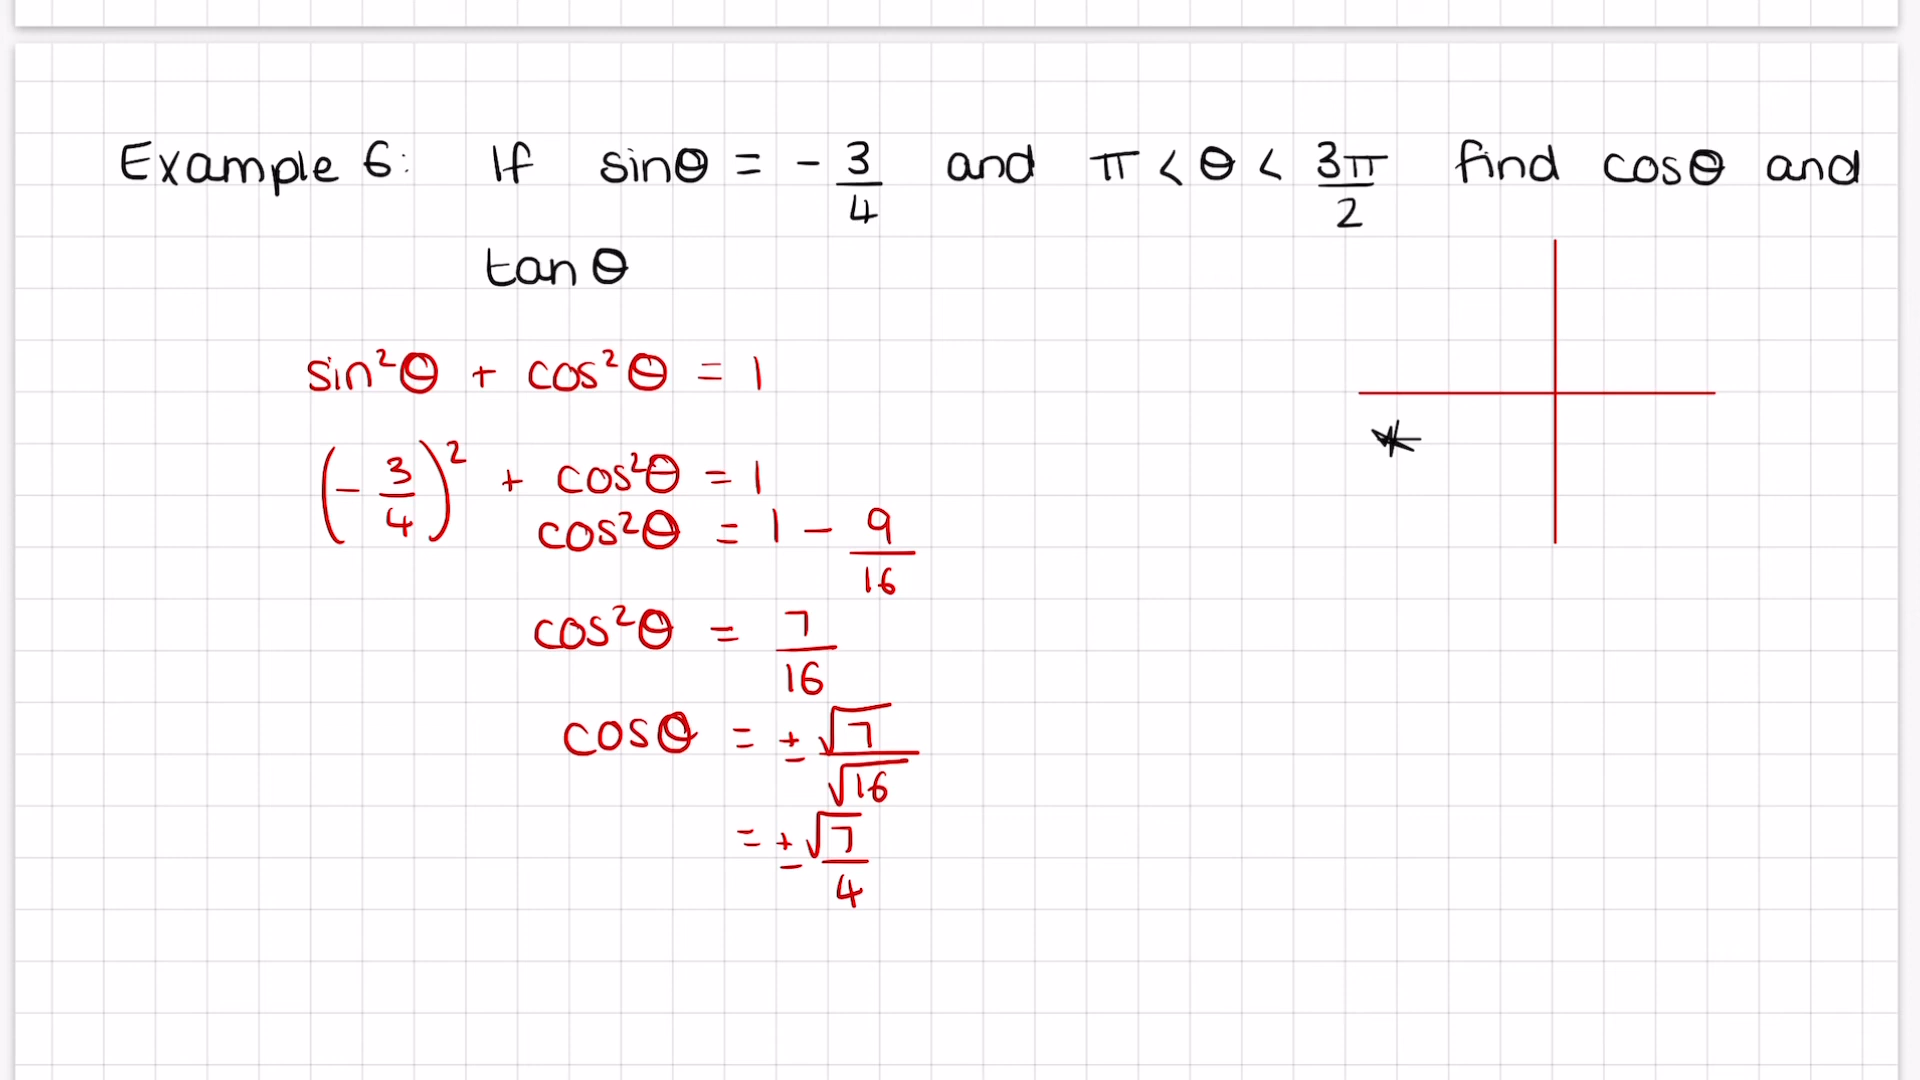 Example 6: If sinθ = - 3/4 and π < θ < 3π/2 find cosθ and
tan θ
sin²θ + cos²θ = 1
(- 3/4)² + cos²θ = 1
cos²θ = 1 - 9/16
cos²θ = 7/16
cosθ = ± √7/√16
= ± √7/4